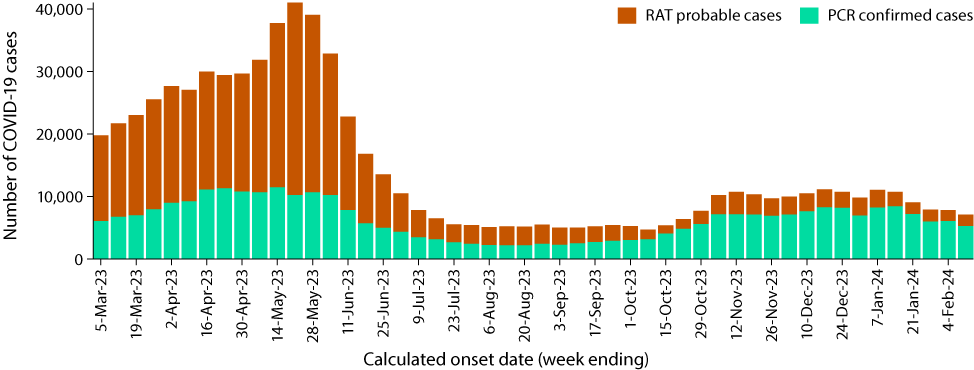 40,000
RAT probable cases
PCR confirmed cases
30,000
20,000
10,000
0
Number of COVID-19 cases
5-Mar-23
19-Mar-23
2-Apr-23
16-Apr-23
30-Apr-23
14-May-23
28-May-23
11-Jun-23
25-Jun-23
9-Jul-23
23-Jul-23
6-Aug-23
20-Aug-23
3-Sep-23
17-Sep-23
1-Oct-23
15-Oct-23
29-Oct-23
12-Nov-23
26-Nov-23
10-Dec-23
24-Dec-23
7-Jan-24
21-Jan-24
4-Feb-24
Calculated onset date (week ending)